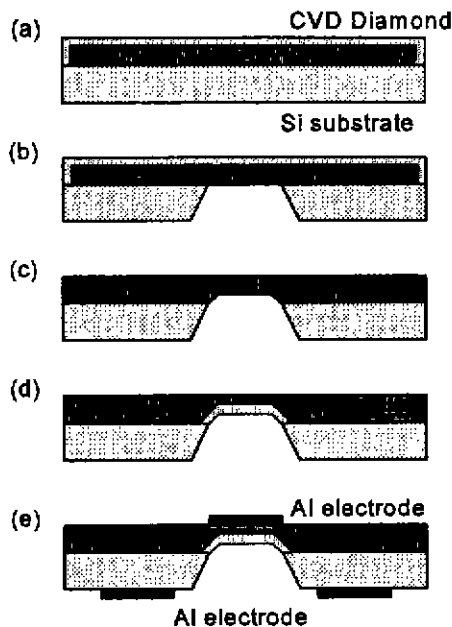 (a)
CVD Diamond
Si substrate
(b)
(c)
(d)
(e)
Al electrode
Al electrode